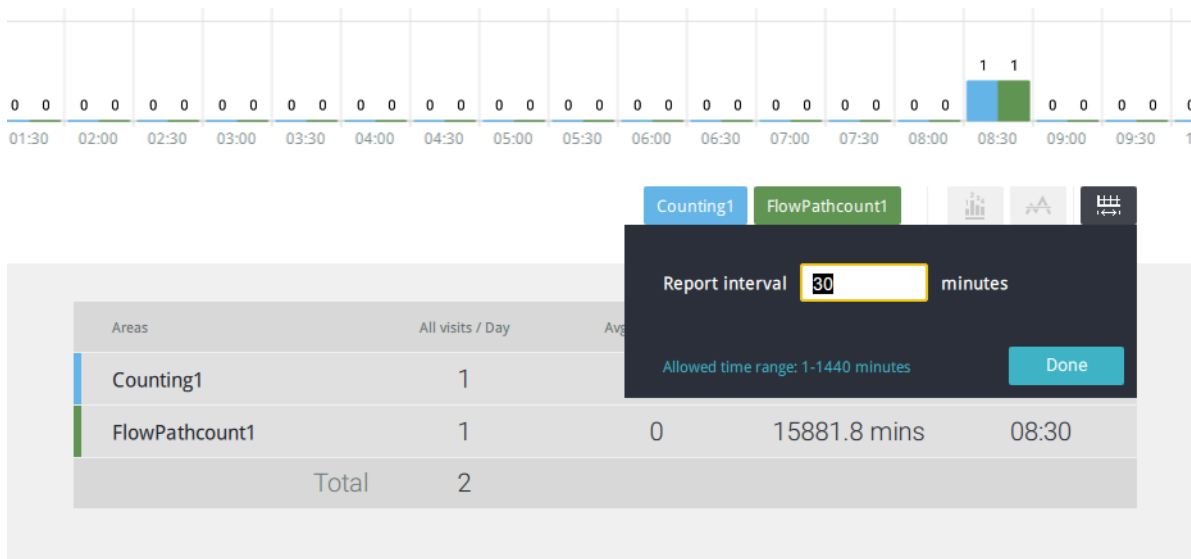 1 1
0 0 0 0 0 0 0 0 0 0 0 0 0 0 0 0 0 0 0 0 0 0 0 0 0 0 0 0 0 0 0 0
01:30 02:00 02:30 03:00 03:30 04:00 04:30 05:00 05:30 06:00 06:30 07:00 07:30 08:00 08:30 09:00 09:30
Counting1 FlowPathcount1
Report interval 30 minutes
Allowed time range: 1-1440 minutes Done
Areas All visits / Day
Counting1 1
FlowPathcount1 1 0 15881.8 mins 08:30
Total 2